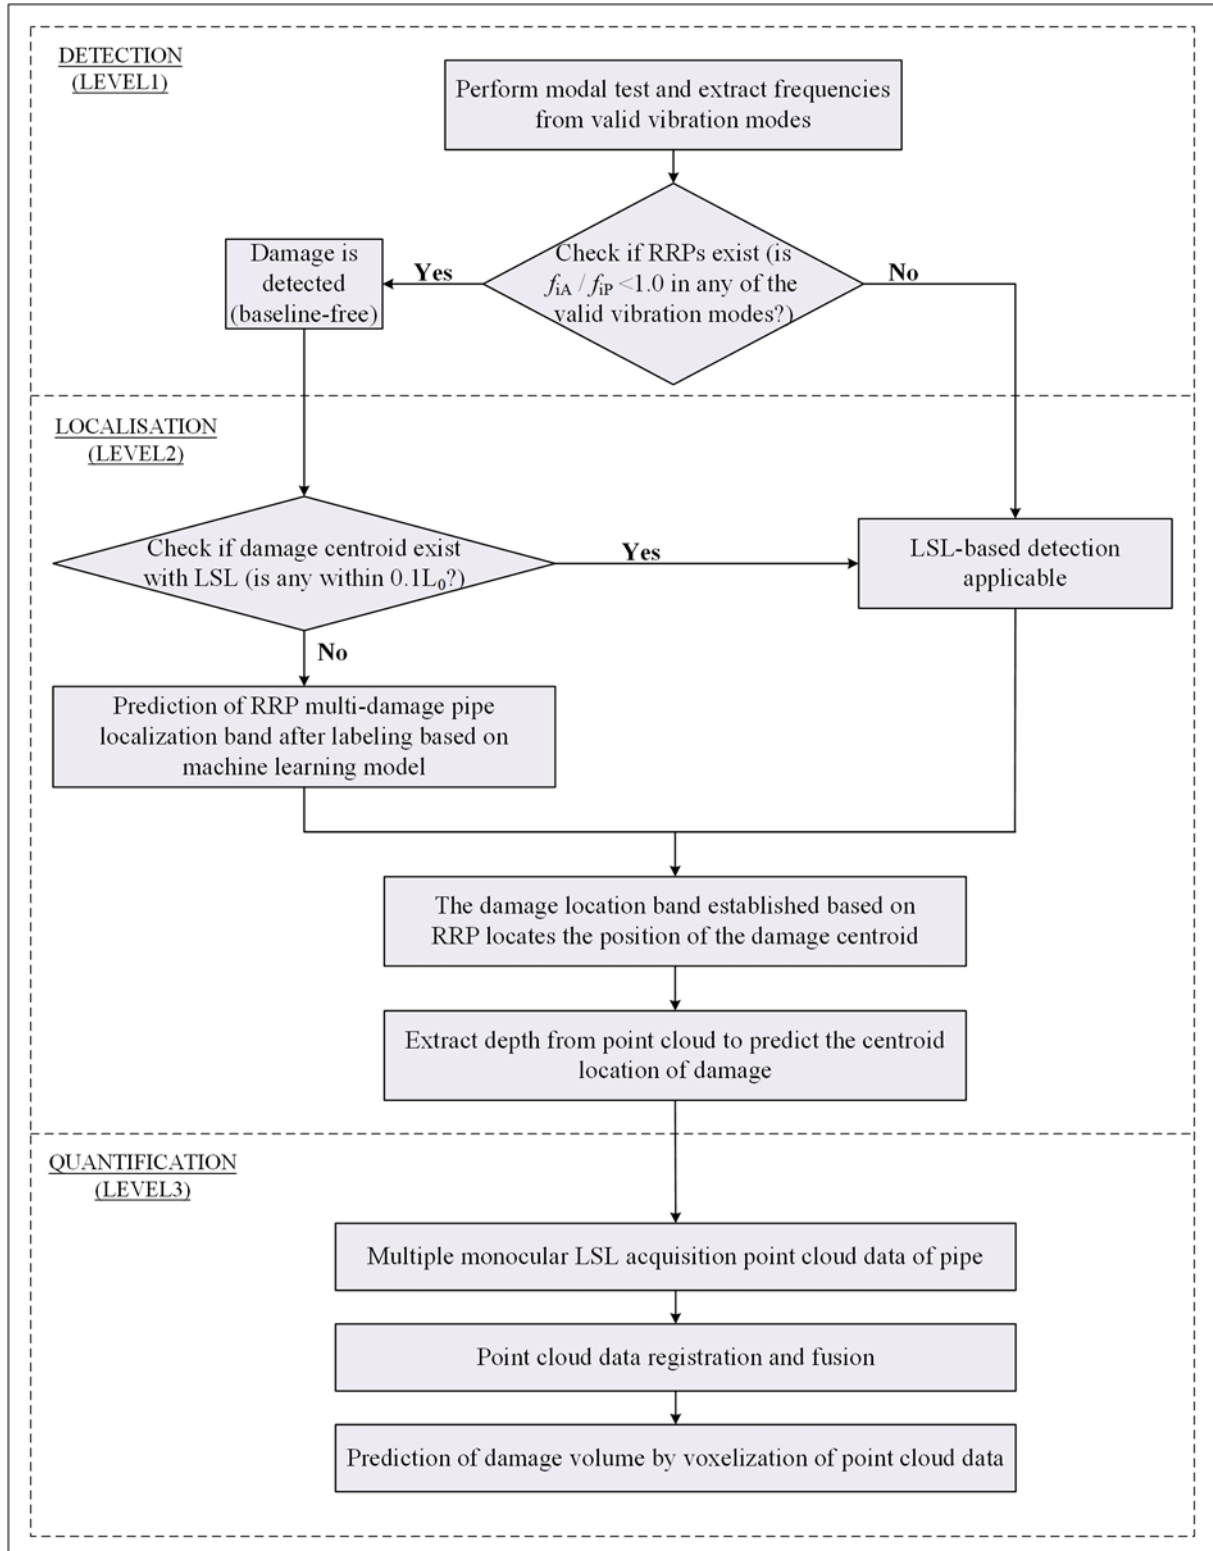 DETECTION
(LEVEL1)
Perform modal test and extract frequencies
from valid vibration modes
Check if RRPs exist (is
fiA / fiP <1.0 in any of the
valid vibration modes?)
Yes
No
Damage is
detected
(baseline-free)
LOCALISATION
(LEVEL2)
Check if damage centroid exist
with LSL (is any within 0.1L0?)
Yes
No
LSL-based detection
applicable
Prediction of RRP multi-damage pipe
localization band after labeling based on
machine learning model
The damage location band established based on
RRP locates the position of the damage centroid
Extract depth from point cloud to predict the centroid
location of damage
QUANTIFICATION
(LEVEL3)
Multiple monocular LSL acquisition point cloud data of pipe
Point cloud data registration and fusion
Prediction of damage volume by voxelization of point cloud data